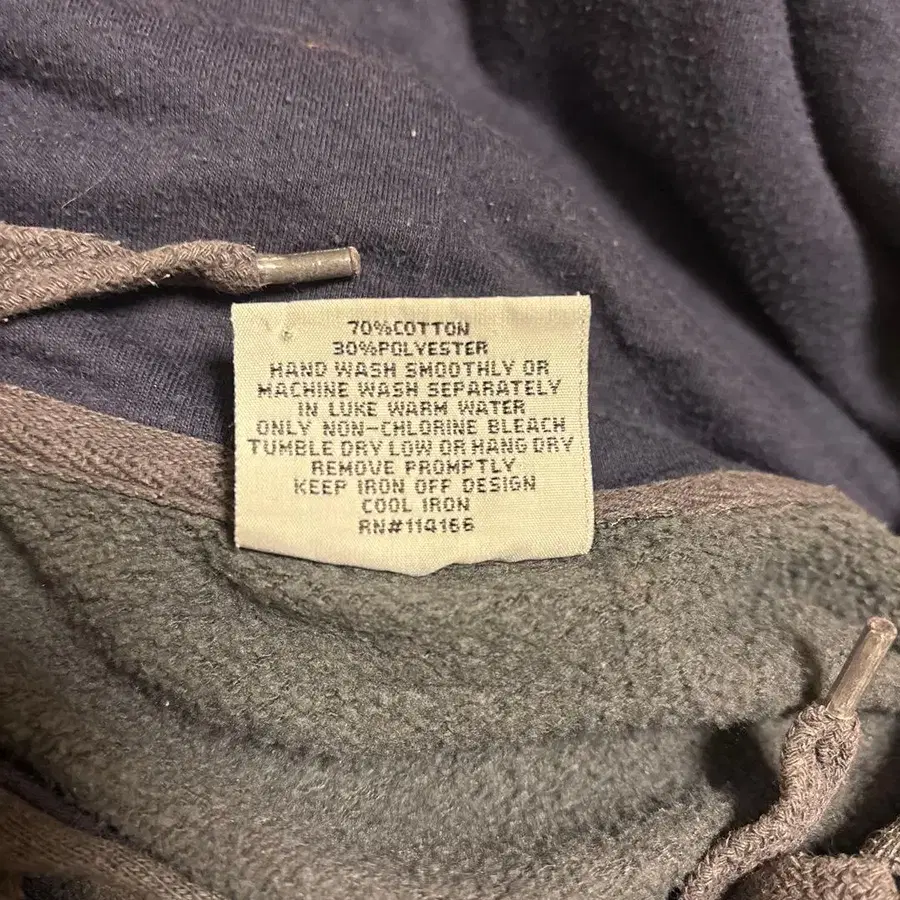 70%COTTON
30%POLYESTER
HAND WASH SMOOTHLY OR
MACHINE WASH SEPARATELY
IN LUKE WARM WATER
ONLY NON-CHLORINE BLEACH
TUMBLE DRY LOW OR HANG DRY
REMOVE PROMPTLY
KEEP IRON OFF DESIGN
COOL IRON
RN#114166